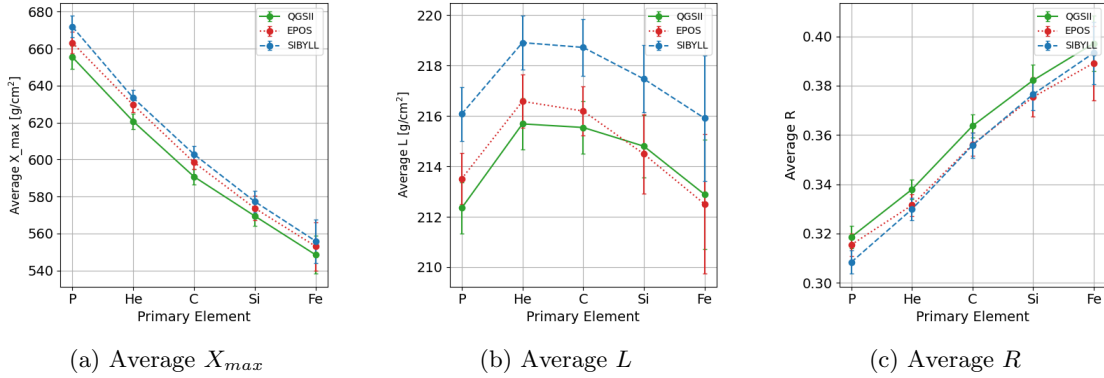 QGSII
EPOS
SIBYLL
680
660
640
620
600
580
560
540
Average X_max [g/cm²]
P He C Si Fe
Primary Element
(a) Average Xmax
QGSII
EPOS
SIBYLL
220
218
216
214
212
210
Average L [g/cm²]
P He C Si Fe
Primary Element
(b) Average L
QGSII
EPOS
SIBYLL
0.40
0.38
0.36
0.34
0.32
0.30
Average R
P He C Si Fe
Primary Element
(c) Average R